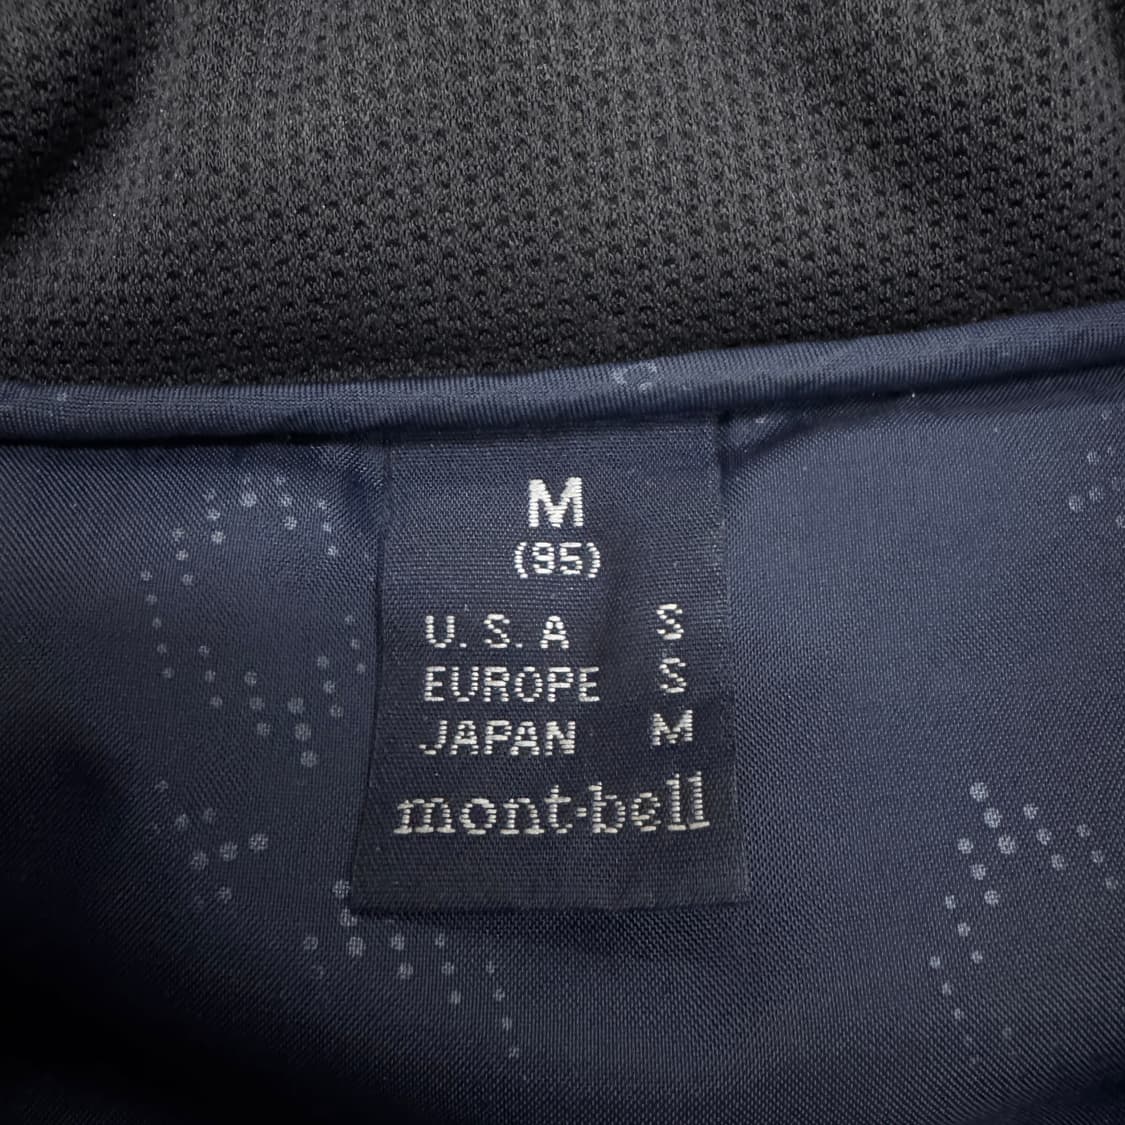 M
(95)
U.S.A S
EUROPE S
JAPAN M
mont-bell